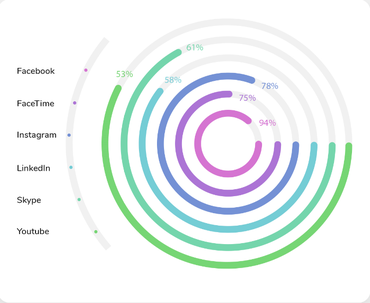 61%
53%
58%
78%
75%
94%
Facebook
FaceTime
Instagram
LinkedIn
Skype
Youtube